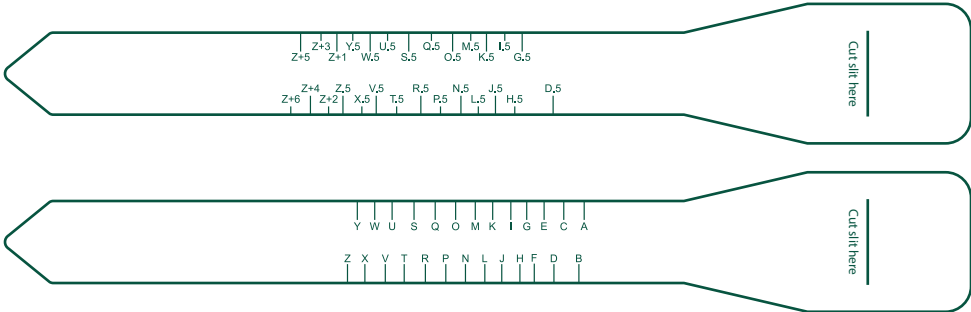 Z+3 Y.5 U.5 Q.5 M.5 I.5
Z+5 Z+1 W.5 S.5 O.5 K.5 G.5
Z+4 Z.5 V.5 R.5 N.5 J.5 D.5
Z+6 Z+2 X.5 T.5 P.5 L.5 H.5
Cut slit here
Y W U S Q O M K I G E C A
Z X V T R P N L J H F D B
Cut slit here